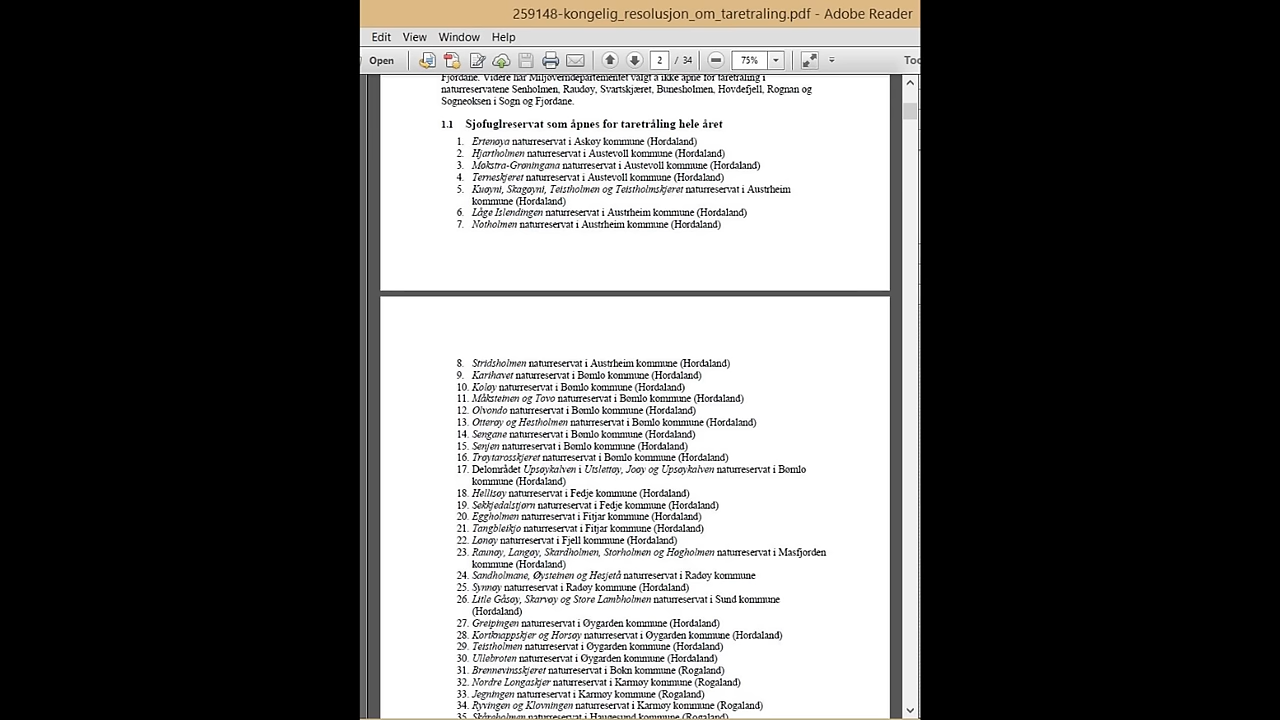 259148-kongelig_resolusjon_om_taretraling.pdf - Adobe Reader
Edit View Window Help
Open 2 / 34 75% Too
Fjordane. Videre har Miljøverndepartementet valgt å ikke åpne for taretråling i
naturreservatene Senholmen, Raudøy, Svartskjæret, Bunesholmen, Hovdefjell, Rognan og
Sogneoksen i Sogn og Fjordane.
1.1 Sjøfuglreservat som åpnes for taretråling hele året
1. Ertenøya naturreservat i Askøy kommune (Hordaland)
2. Hjartholmen naturreservat i Austevoll kommune (Hordaland)
3. Møkstra-Grøningana naturreservat i Austevoll kommune (Hordaland)
4. Terneskjeret naturreservat i Austevoll kommune (Hordaland)
5. Kuøyni, Skagøyni, Teistholmen og Teistholmskjeret naturreservat i Austrheim
kommune (Hordaland)
6. Låge Islendingen naturreservat i Austrheim kommune (Hordaland)
7. Notholmen naturreservat i Austrheim kommune (Hordaland)
8. Stridsholmen naturreservat i Austrheim kommune (Hordaland)
9. Karihavet naturreservat i Bømlo kommune (Hordaland)
10. Koløy naturreservat i Bømlo kommune (Hordaland)
11. Måksteinen og Tovo naturreservat i Bømlo kommune (Hordaland)
12. Olvondo naturreservat i Bømlo kommune (Hordaland)
13. Otterøy og Hestholmen naturreservat i Bømlo kommune (Hordaland)
14. Sengane naturreservat i Bømlo kommune (Hordaland)
15. Senjen naturreservat i Bømlo kommune (Hordaland)
16. Trøytarosskjeret naturreservat i Bømlo kommune (Hordaland)
17. Delområdet Upsøykalven i Utslettøy, Joøy og Upsøykalven naturreservat i Bømlo
kommune (Hordaland)
18. Hellisøy naturreservat i Fedje kommune (Hordaland)
19. Søkkjedalstjørn naturreservat i Fedje kommune (Hordaland)
20. Eggholmen naturreservat i Fitjar kommune (Hordaland)
21. Tangbleikjo naturreservat i Fitjar kommune (Hordaland)
22. Lønøy naturreservat i Fjell kommune (Hordaland)
23. Raunøy, Langøy, Skardholmen, Storholmen og Høgholmen naturreservat i Masfjorden
kommune (Hordaland)
24. Sandholmane, Øysteinen og Hesjetå naturreservat i Radøy kommune
25. Synnøy naturreservat i Radøy kommune (Hordaland)
26. Litle Gåsøy, Skarvøy og Store Lambholmen naturreservat i Sund kommune
(Hordaland)
27. Greipingen naturreservat i Øygarden kommune (Hordaland)
28. Kortknappskjer og Horsøy naturreservat i Øygarden kommune (Hordaland)
29. Teistholmen naturreservat i Øygarden kommune (Hordaland)
30. Ullebroten naturreservat i Øygarden kommune (Hordaland)
31. Brennevinsskjeret naturreservat i Bokn kommune (Rogaland)
32. Nordre Longaskjer naturreservat i Karmøy kommune (Rogaland)
33. Jegningen naturreservat i Karmøy kommune (Rogaland)
34. Ryvingen og Klovningen naturreservat i Karmøy kommune (Rogaland)
35. Skåreholmen naturreservat i Haugesund kommune (Rogaland)